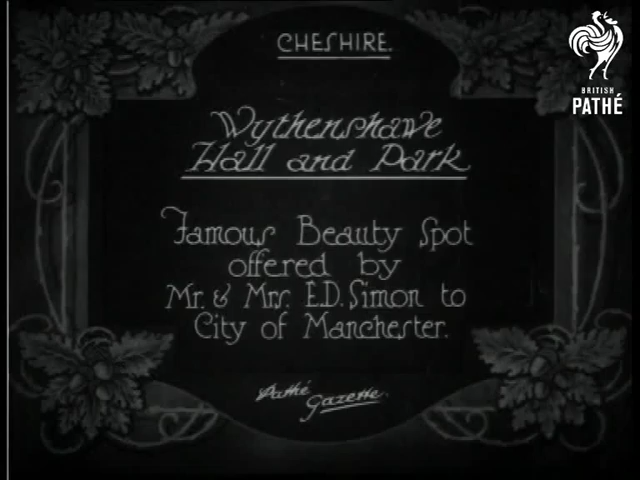 CHESHIRE.
BRITISH
PATHÉ
Wythenshawe
Hall and Park
Famous Beauty Spot
offered by
Mr. & Mrs. E.D. Simon to
City of Manchester.
Pathé
Gazette.